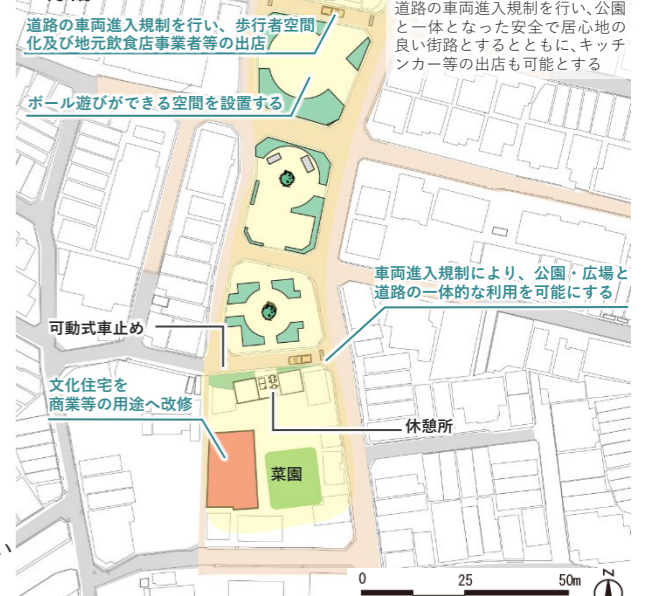 道路の車両進入規制を行い、公園
と一体となった安全で居心地の
良い街路とするとともに、キッチ
ンカー等の出店も可能とする
道路の車両進入規制を行い、歩行者空間
化及び地元飲食店事業者等の出店
ボール遊びができる空間を設置する
車両進入規制により、公園・広場と
道路の一体的な利用を可能にする
可動式車止め
文化住宅を
商業等の用途へ改修
休憩所
菜園
い
0 25 50m
N